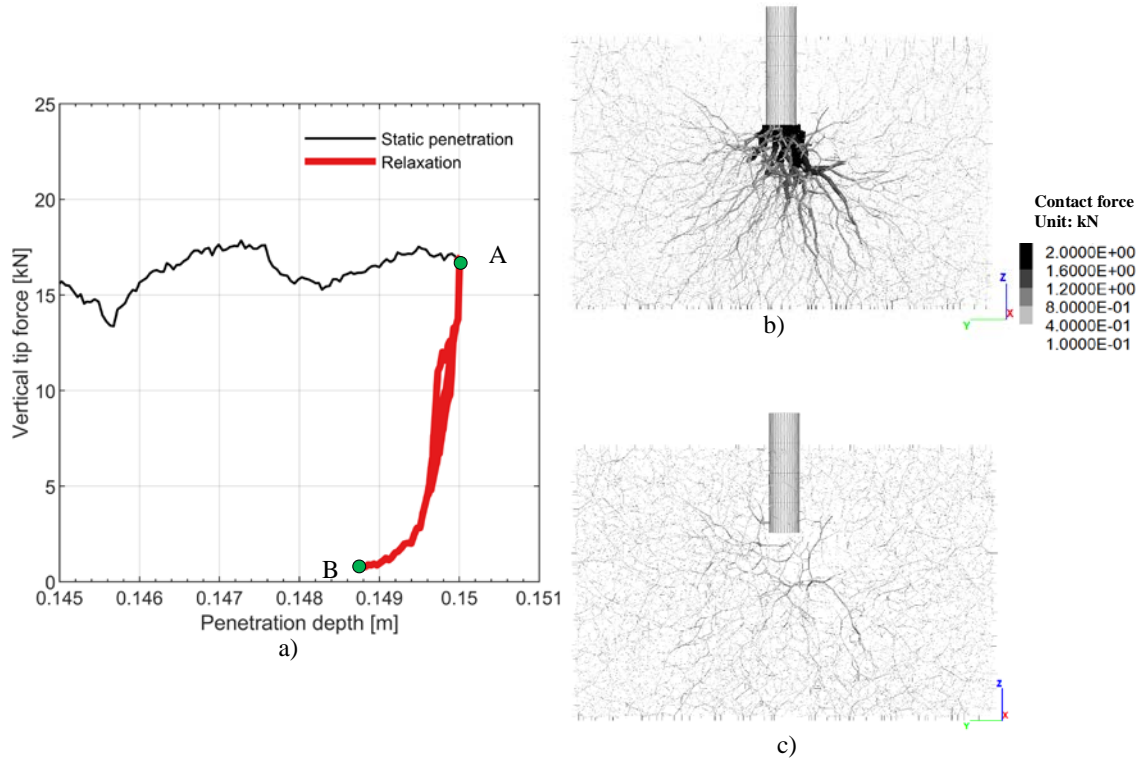 25
20
15
10
5
0
0.145
0.146
0.147
0.148
0.149
0.15
0.151
Vertical tip force [kN]
Penetration depth [m]
Static penetration
Relaxation
A
B
a)
Z
Y
X
b)
Contact force
Unit: kN
2.0000E+00
1.6000E+00
1.2000E+00
8.0000E-01
4.0000E-01
1.0000E-01
Z
Y
X
c)